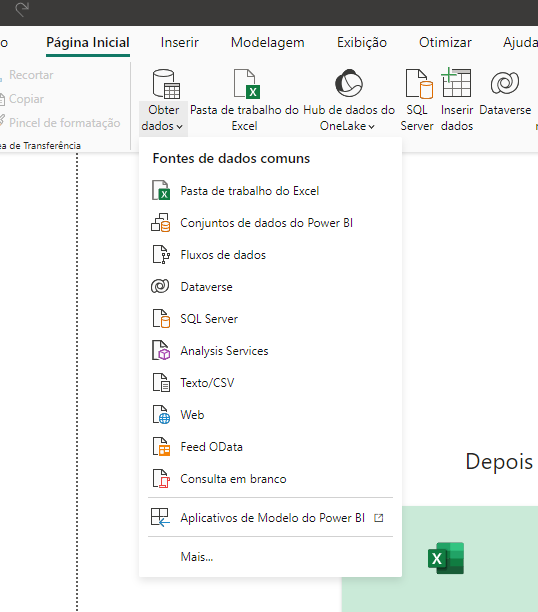 o Página Inicial Inserir Modelagem Exibição Otimizar Ajuda
Recortar
Copiar
Pincel de formatação
ea de Transferência
Obter dados
Pasta de trabalho do Excel
Hub de dados do OneLake
SQL Server
Inserir dados
Dataverse
Fontes de dados comuns
Pasta de trabalho do Excel
Conjuntos de dados do Power BI
Fluxos de dados
Dataverse
SQL Server
Analysis Services
Texto/CSV
Web
Feed OData
Consulta em branco
Aplicativos de Modelo do Power BI
Mais...
Depois